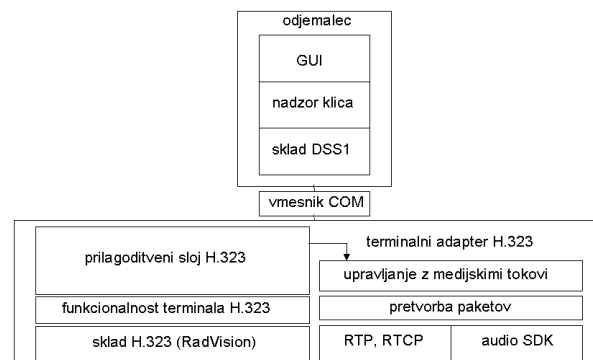 odjemalec
GUI
nadzor klica
sklad DSS1
vmesnik COM
terminalni adapter H.323
prilagoditveni sloj H.323
upravljanje z medijskimi tokovi
funkcionalnost terminala H.323
pretvorba paketov
sklad H.323 (RadVision)
RTP, RTCP
audio SDK